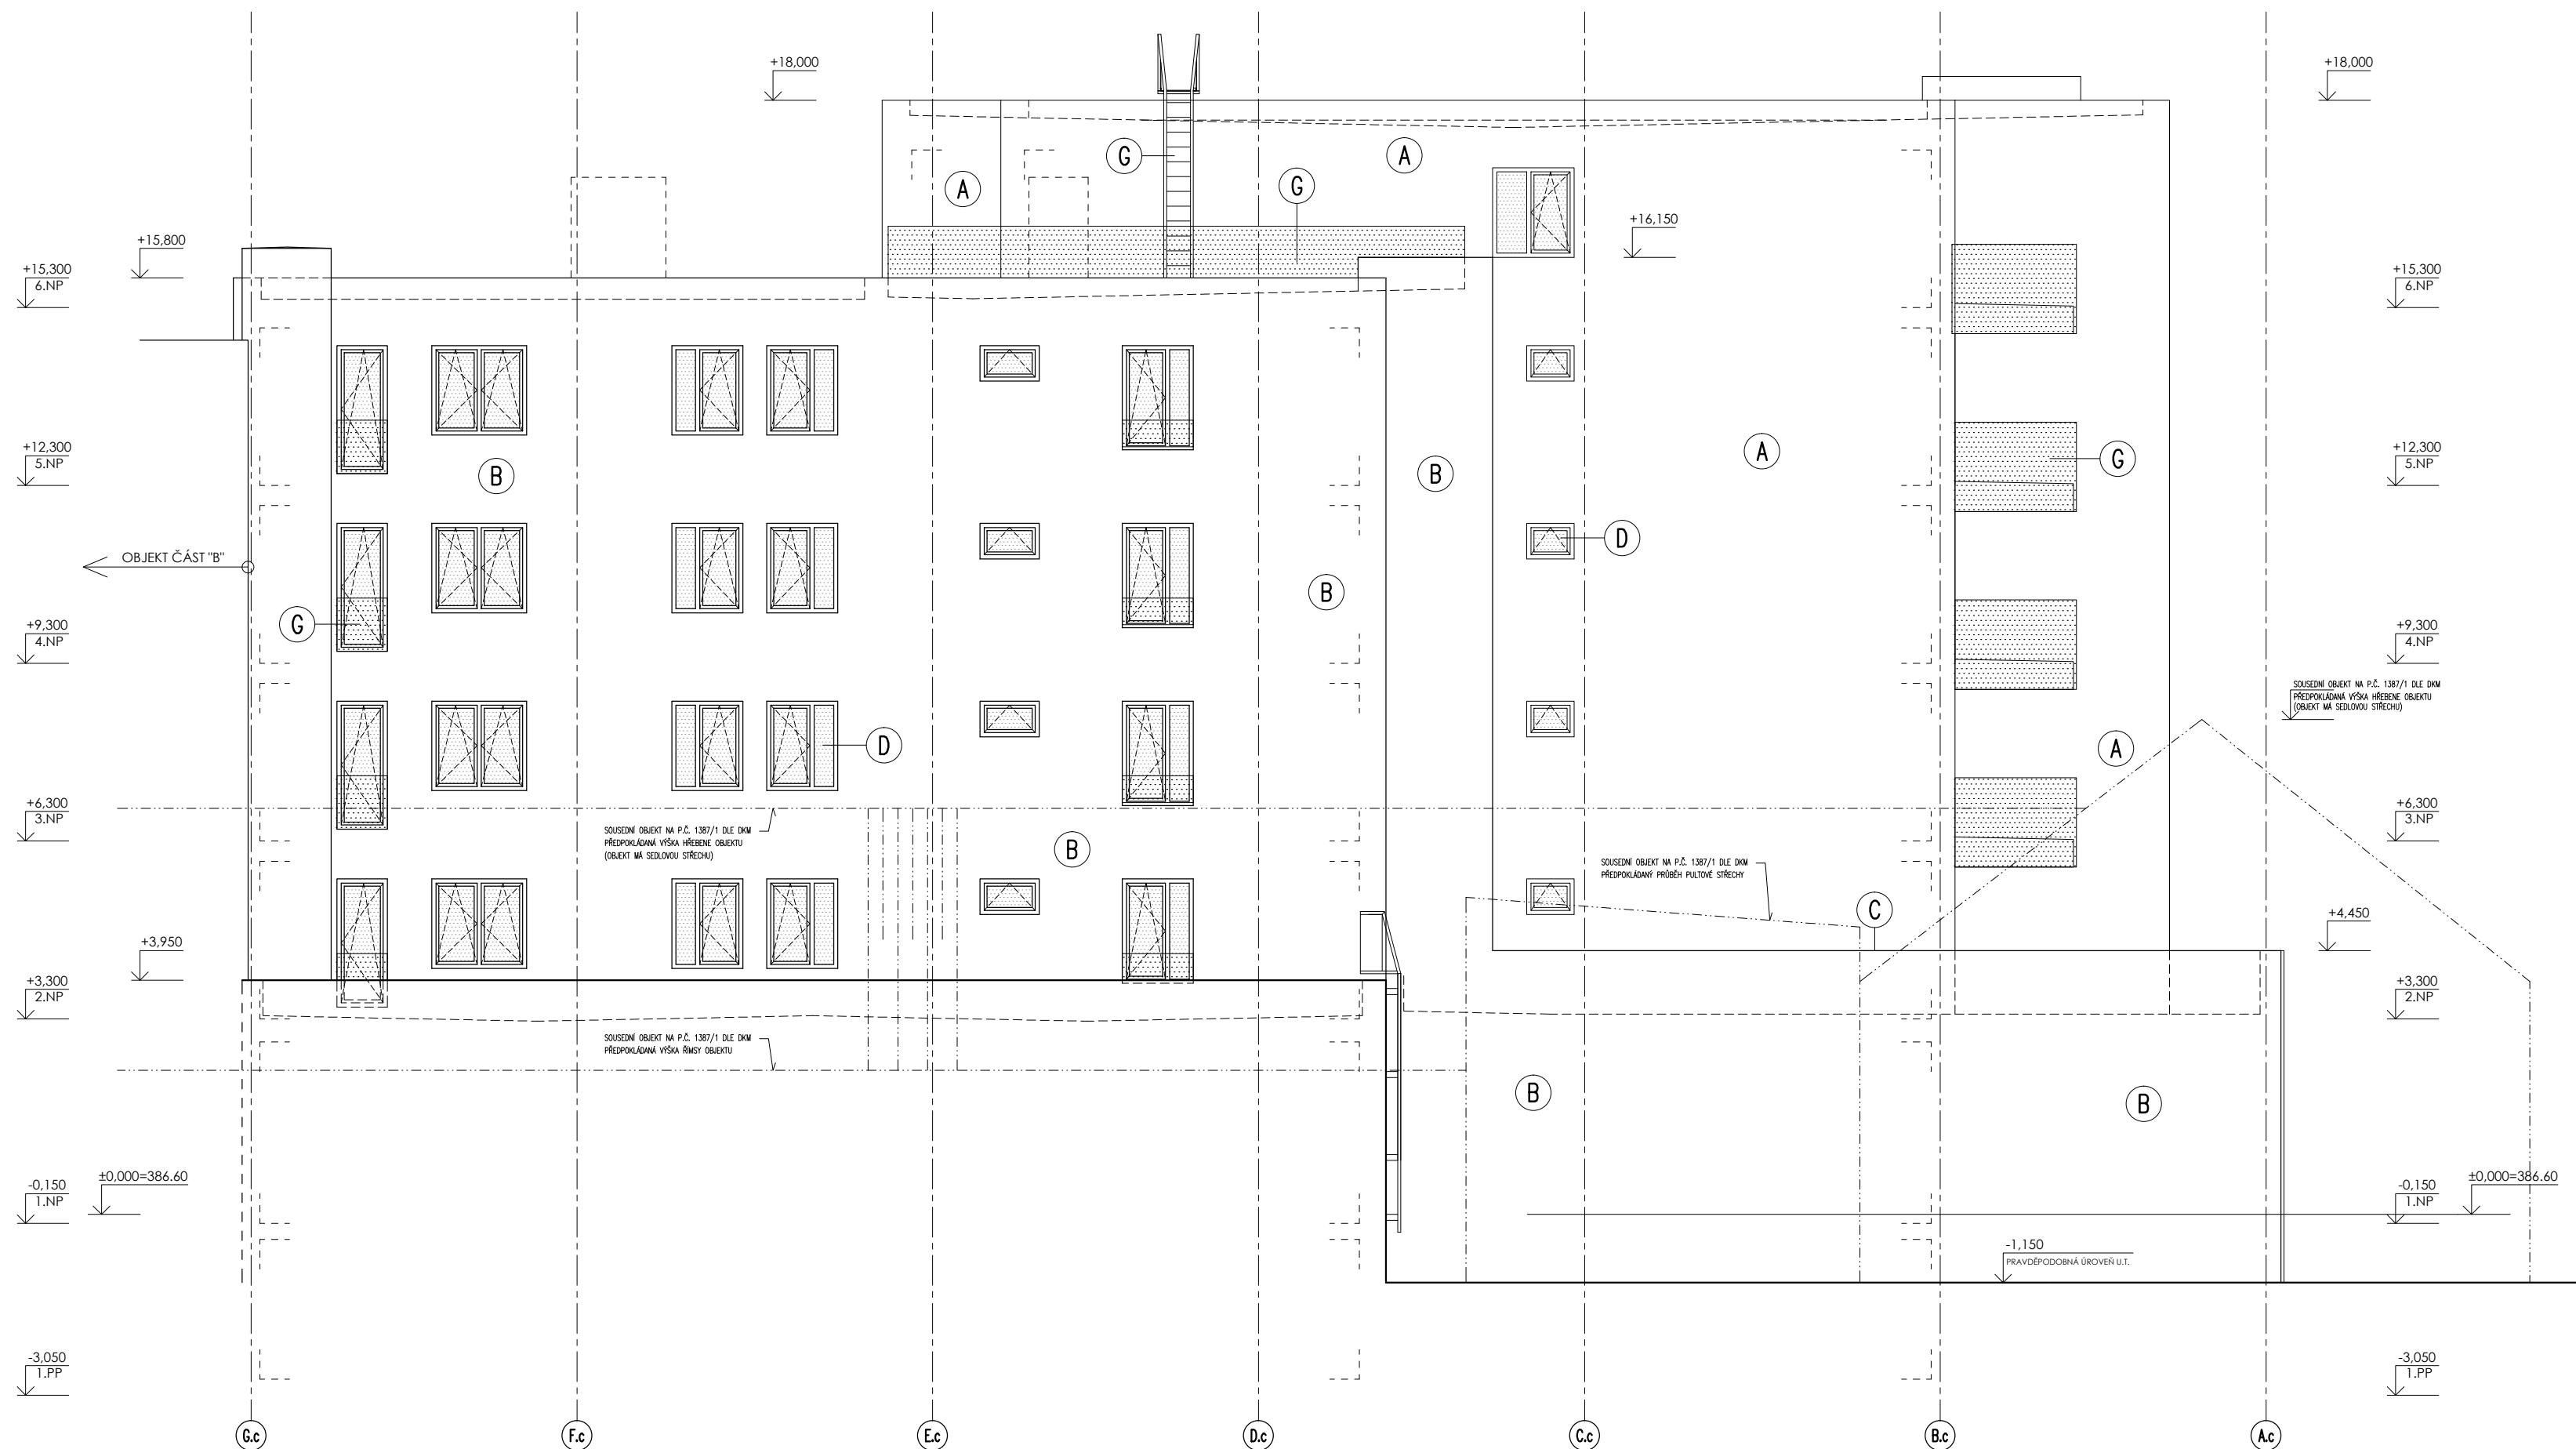 +18,000
+18,000
G
A
A
G
+16,150
+15,800
+15,300
6.NP
+15,300
6.NP
+12,300
5.NP
B
B
A
G
+12,300
5.NP
OBJEKT ČÁST "B"
D
B
+9,300
4.NP
G
+9,300
4.NP
SOUSEDNÍ OBJEKT NA P.Č. 1387/1 DLE DKM
PŘEDPOKLÁDANÁ VÝŠKA HŘEBENE OBJEKTU
(OBJEKT MÁ SEDLOVOU STŘECHU)
D
A
+6,300
3.NP
+6,300
3.NP
SOUSEDNÍ OBJEKT NA P.Č. 1387/1 DLE DKM
PŘEDPOKLÁDANÁ VÝŠKA HŘEBENE OBJEKTU
(OBJEKT MÁ SEDLOVOU STŘECHU)
B
SOUSEDNÍ OBJEKT NA P.Č. 1387/1 DLE DKM
PŘEDPOKLÁDANÝ PRŮBĚH PULTOVÉ STŘECHY
C
+4,450
+3,950
+3,300
2.NP
+3,300
2.NP
SOUSEDNÍ OBJEKT NA P.Č. 1387/1 DLE DKM
PŘEDPOKLÁDANÁ VÝŠKA ŘÍMSY OBJEKTU
B
B
±0,000=386.60
±0,000=386.60
-0,150
1.NP
-0,150
1.NP
-1,150
PRAVDĚPODOBNÁ ÚROVEŇ U.T.
-3,050
1.PP
-3,050
1.PP
G.c
F.c
E.c
D.c
C.c
B.c
A.c